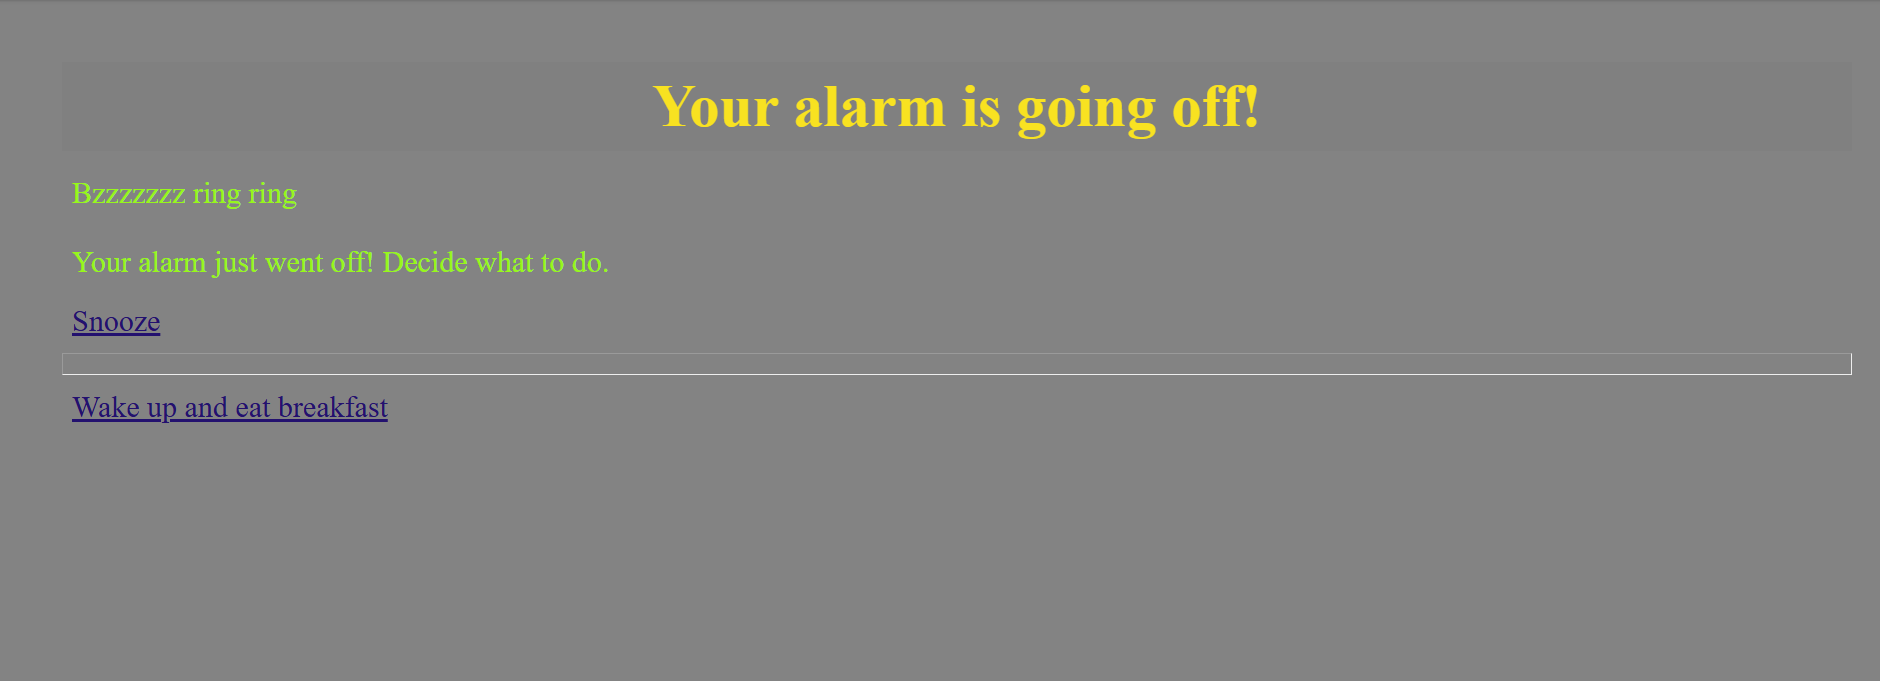 Your alarm is going off!
Bzzzzzzz ring ring
Your alarm just went off! Decide what to do.
Snooze
Wake up and eat breakfast